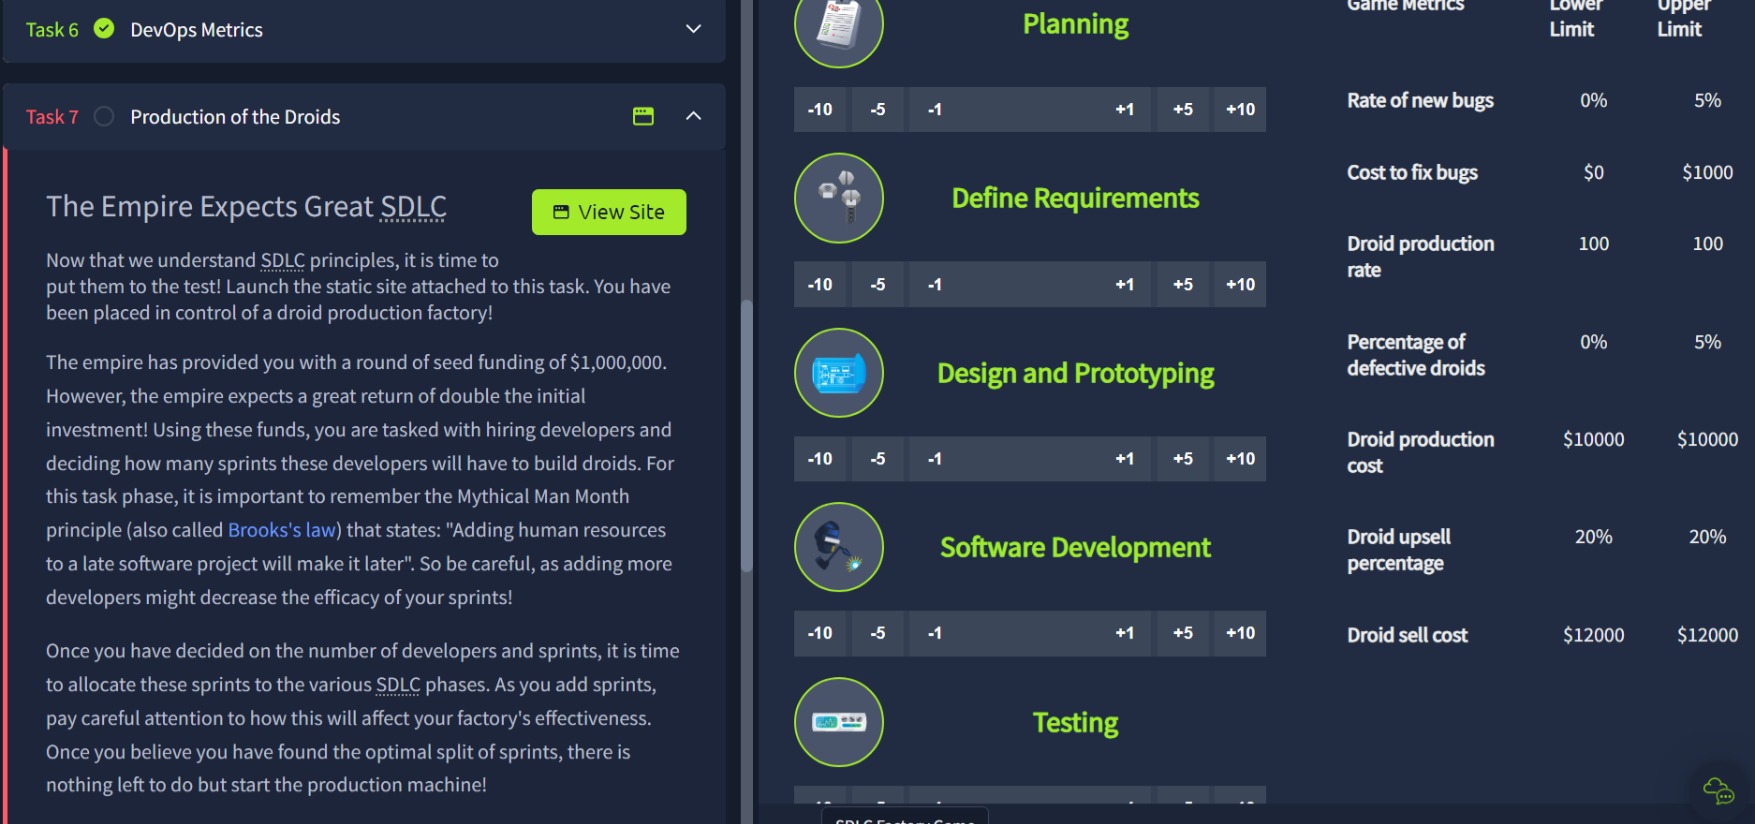 Task 6 DevOps Metrics
Task 7 Production of the Droids
The Empire Expects Great SDLC
View Site
Now that we understand SDLC principles, it is time to
put them to the test! Launch the static site attached to this task. You have
been placed in control of a droid production factory!
The empire has provided you with a round of seed funding of $1,000,000.
However, the empire expects a great return of double the initial
investment! Using these funds, you are tasked with hiring developers and
deciding how many sprints these developers will have to build droids. For
this task phase, it is important to remember the Mythical Man Month
principle (also called Brooks's law) that states: "Adding human resources
to a late software project will make it later". So be careful, as adding more
developers might decrease the efficacy of your sprints!
Once you have decided on the number of developers and sprints, it is time
to allocate these sprints to the various SDLC phases. As you add sprints,
pay careful attention to how this will affect your factory's effectiveness.
Once you believe you have found the optimal split of sprints, there is
nothing left to do but start the production machine!
Planning
-10 -5 -1 +1 +5 +10
Define Requirements
-10 -5 -1 +1 +5 +10
Design and Prototyping
-10 -5 -1 +1 +5 +10
Software Development
-10 -5 -1 +1 +5 +10
Testing
-10 -5 -1 +1 +5 +10
SDLC Factory Game
Game Metrics Lower Upper
Limit Limit
Rate of new bugs 0% 5%
Cost to fix bugs $0 $1000
Droid production 100 100
rate
Percentage of 0% 5%
defective droids
Droid production $10000 $10000
cost
Droid upsell 20% 20%
percentage
Droid sell cost $12000 $12000